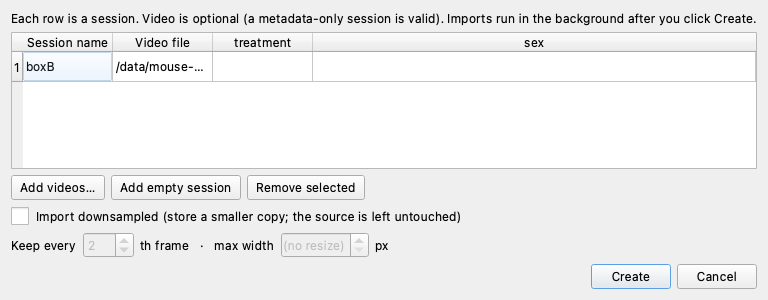 Each row is a session. Video is optional (a metadata-only session is valid). Imports run in the background after you click Create.
Session name Video file treatment sex
1 boxB /data/mouse-...
Add videos... Add empty session Remove selected
Import downsampled (store a smaller copy; the source is left untouched)
Keep every 2 th frame · max width (no resize) px
Create Cancel